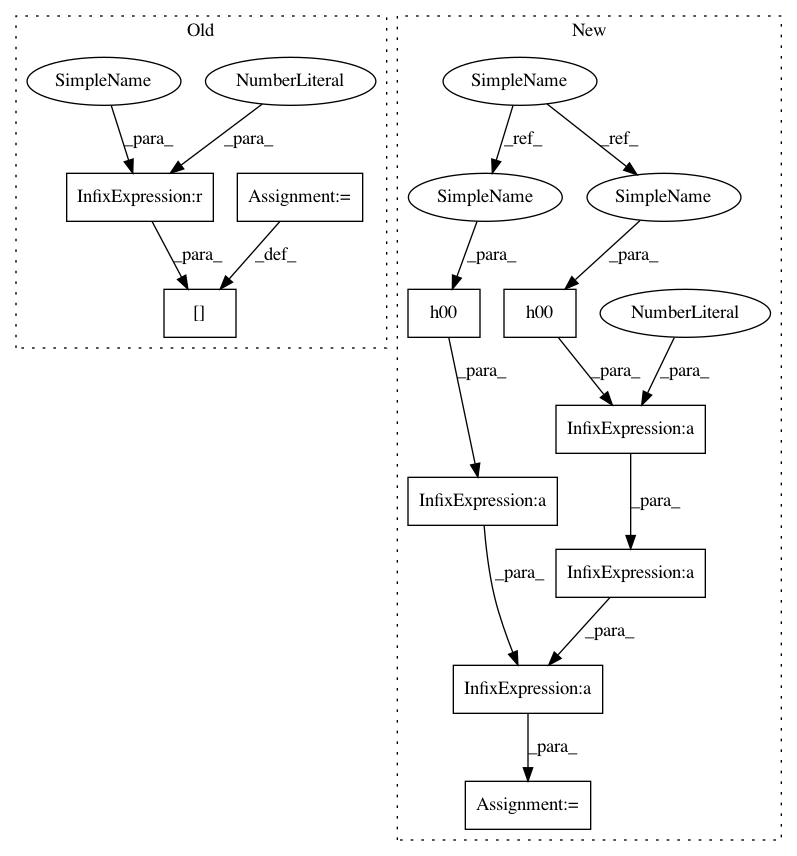 Old
New
SimpleName
NumberLiteral
SimpleName
_para_
_para_
_ref_
_ref_
InfixExpression:r
Assignment:=
SimpleName
SimpleName
_para_
_def_
_para_
_para_
[]
h00
h00
NumberLiteral
_para_
_para_
_para_
InfixExpression:a
InfixExpression:a
_para_
InfixExpression:a
_para_
_para_
InfixExpression:a
_para_
Assignment:=